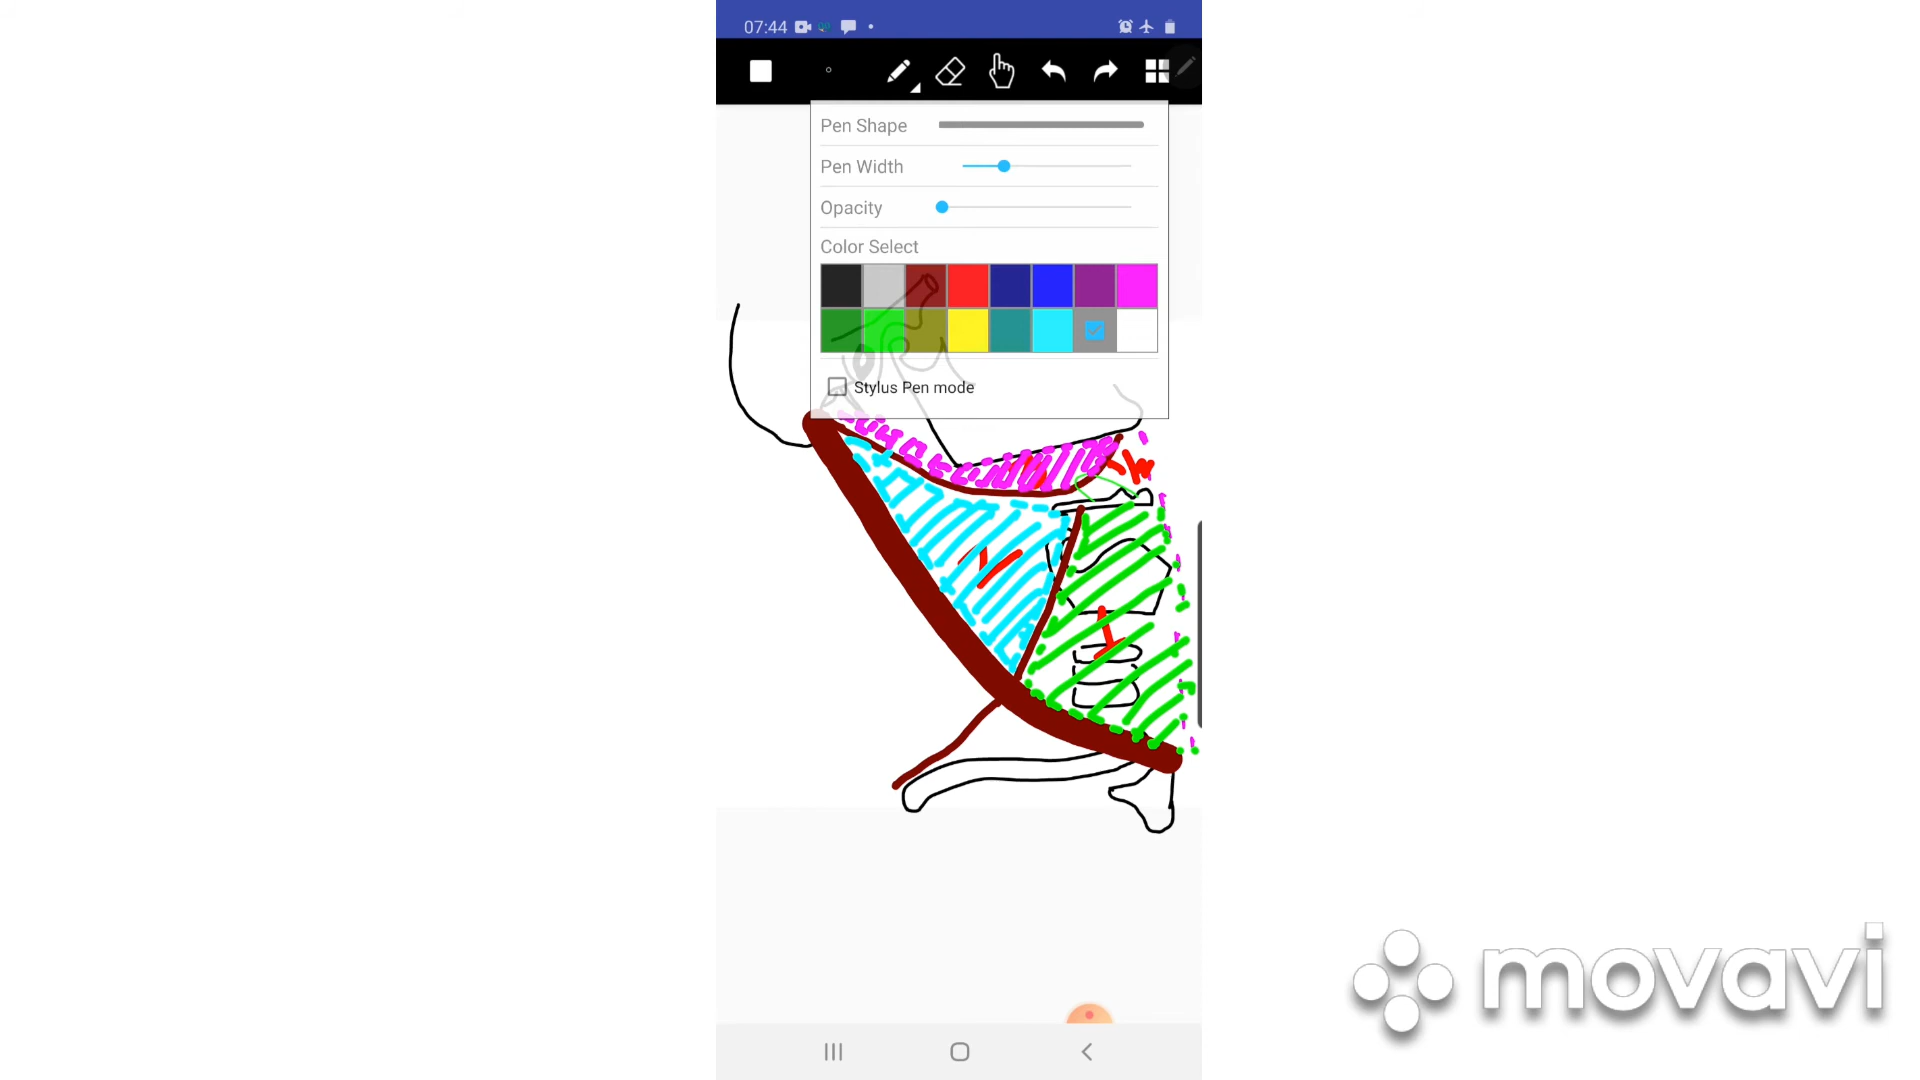 07:44
Pen Shape
Pen Width
Opacity
Color Select
Stylus Pen mode
movavi